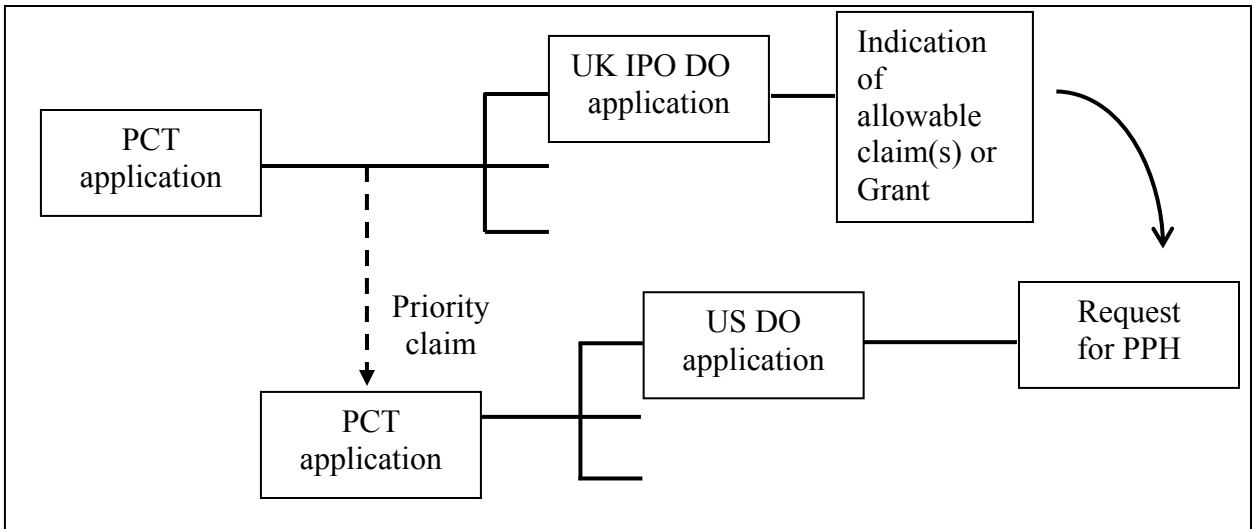 PCT
application
UK IPO DO
application
Indication
of
allowable
claim(s) or
Grant
Priority
claim
PCT
application
US DO
application
Request
for PPH